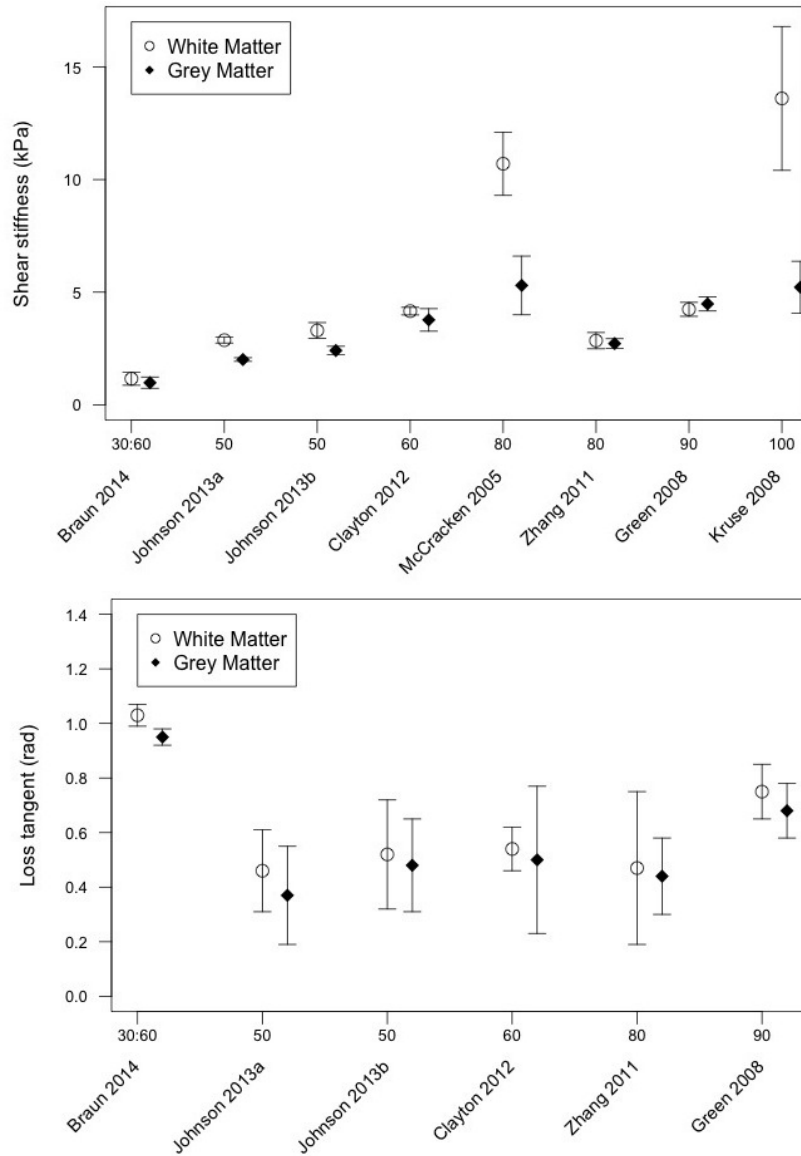 White Matter
Grey Matter
Shear stiffness (kPa)
15
10
5
0
30:60 50 50 60 80 80 90 100
Braun 2014 Johnson 2013a Johnson 2013b Clayton 2012 McCracken 2005 Zhang 2011 Green 2008 Kruse 2008
White Matter
Grey Matter
Loss tangent (rad)
1.4
1.2
1.0
0.8
0.6
0.4
0.2
0.0
30:60 50 50 60 80 90
Braun 2014 Johnson 2013a Johnson 2013b Clayton 2012 Zhang 2011 Green 2008